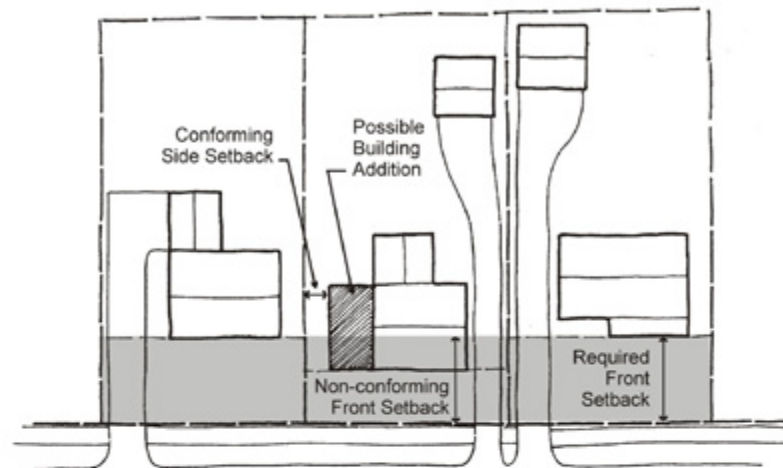 Conforming
Side Setback
Possible
Building
Addition
Non-conforming
Front Setback
Required
Front
Setback